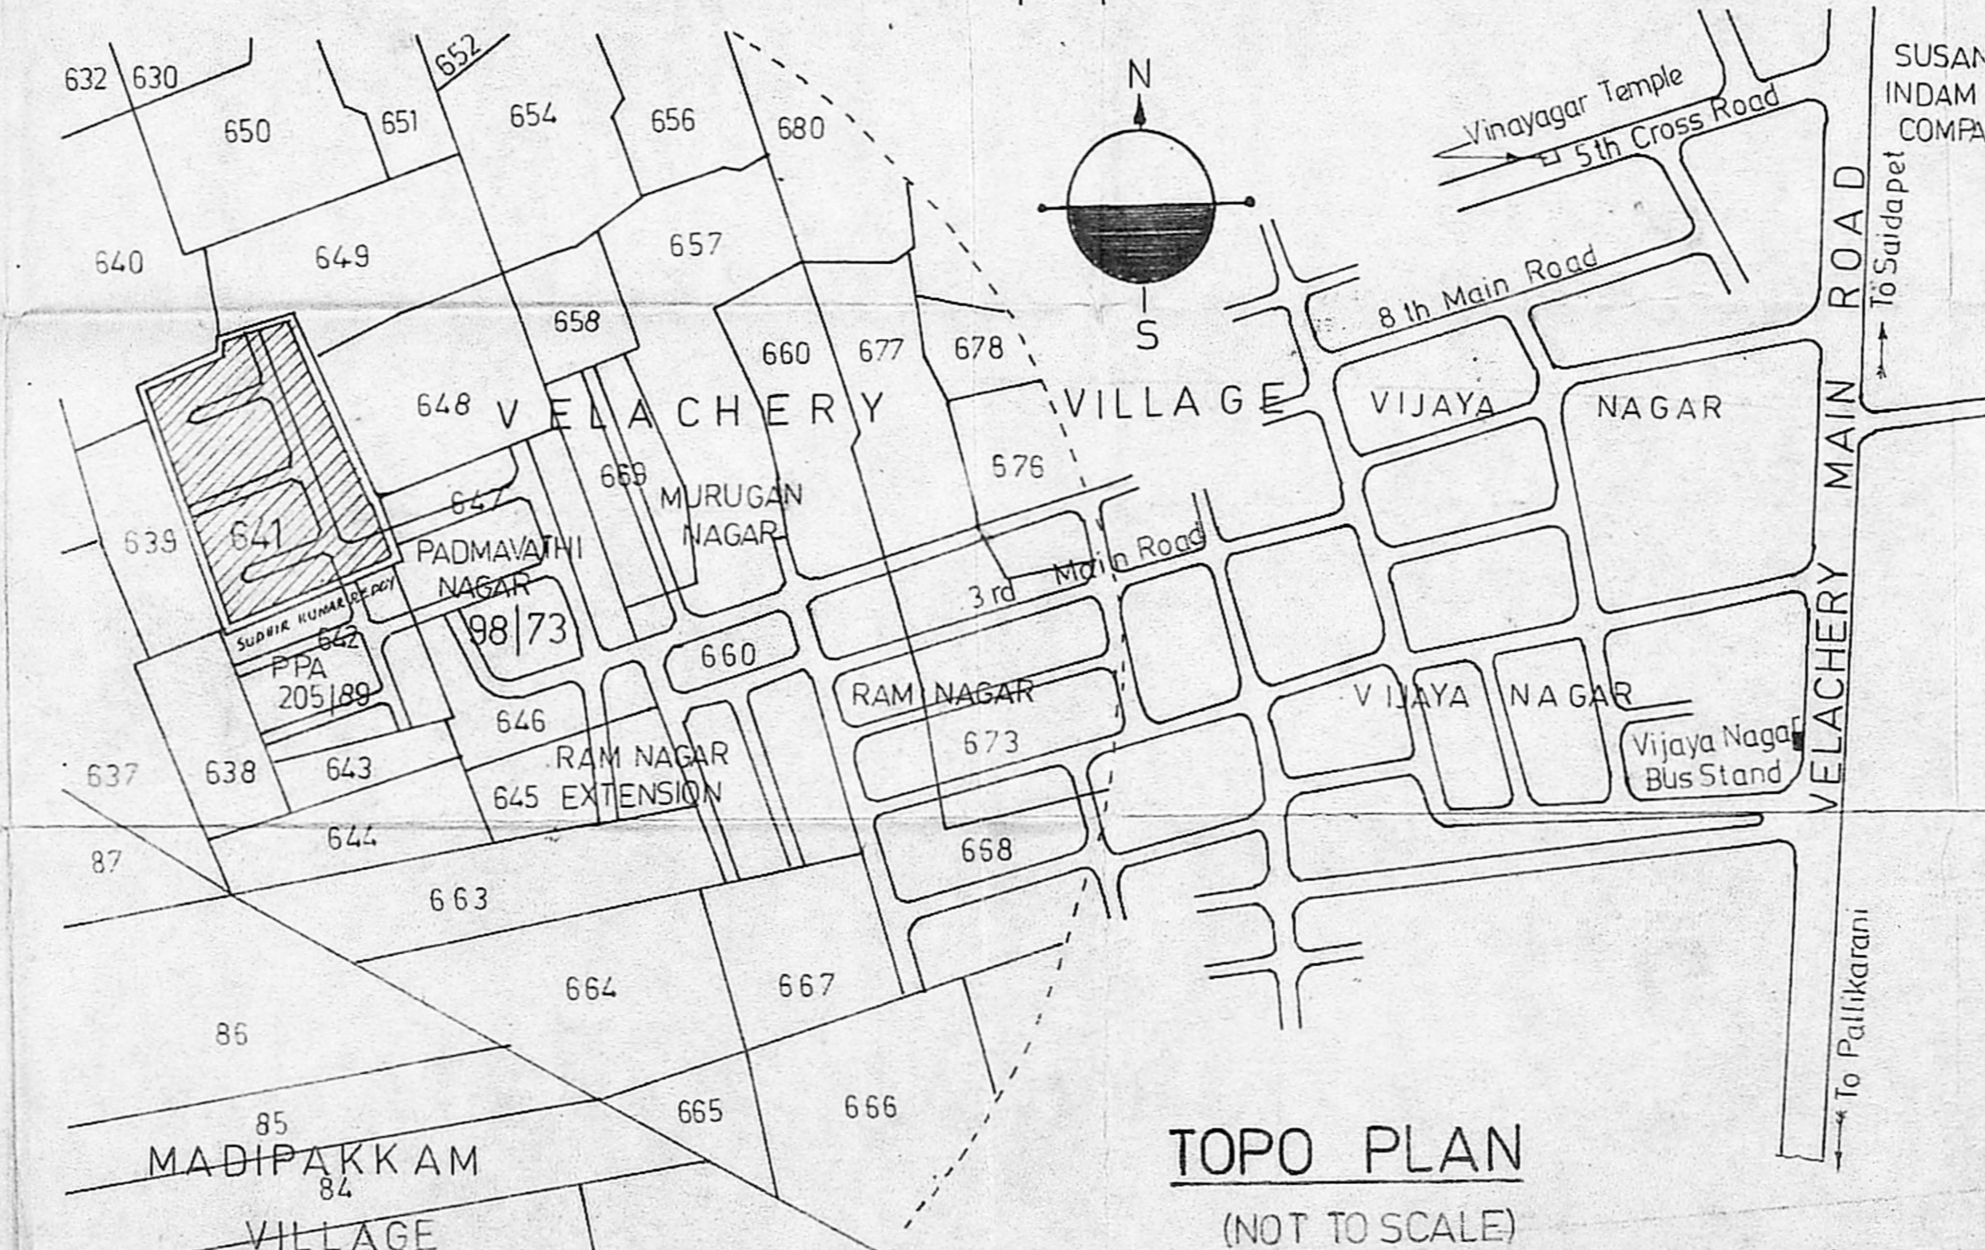 632
630
652
650
651
654
656
680
640
649
657
658
648
660
677
678
669
676
647
639
641
N
S
Vinayagar Temple
5th Cross Road
8 th Main Road
SUSAN
INDAM
COMPA
To Saidapet
VELACHERY VILLAGE
VIJAYA NAGAR
VELACHERY MAIN ROAD
MURUGAN
NAGAR
PADMAVATHI
NAGAR
98/73
SUDHIR KUMAR REDDY
642
PPA
205/89
3 rd Main Road
660
RAM NAGAR
673
VIJAYA NAGAR
Vijaya Nagar
Bus Stand
646
RAM NAGAR
EXTENSION
645
637
638
643
644
668
87
663
664
667
86
665
666
85
MADIPAKKAM
84
VILLAGE
To Pallikarani
TOPO PLAN
(NOT TO SCALE)